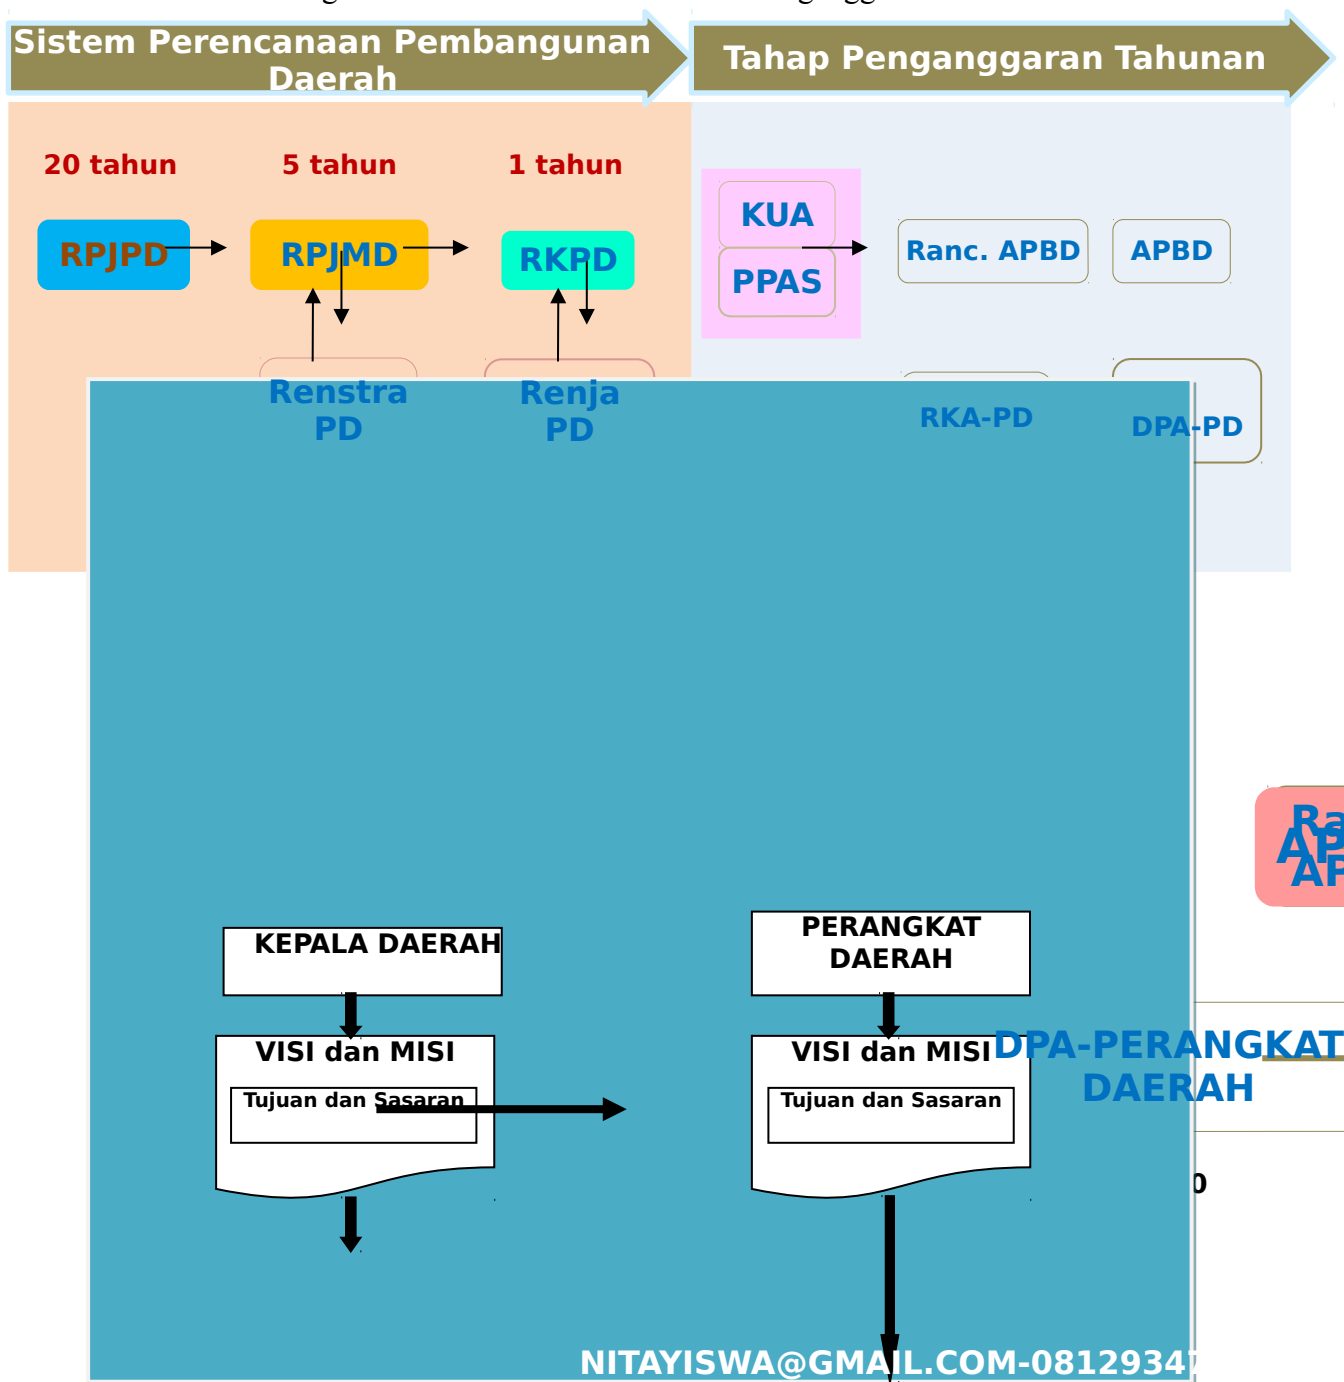 Sistem Perencanaan Pembangunan
Daerah
Tahap Penganggaran Tahunan
20 tahun
5 tahun
1 tahun
RPJPD
RPJMD
RKPD
KUA
PPAS
Ranc. APBD
APBD
Renstra
PD
Renja
PD
RKA-PD
DPA-PD
KEPALA DAERAH
PERANGKAT
DAERAH
VISI dan MISI
Tujuan dan Sasaran
VISI dan MISI
Tujuan dan Sasaran
DPA-PERANGKAT
DAERAH
NITAYISWA@GMAIL.COM-0812934